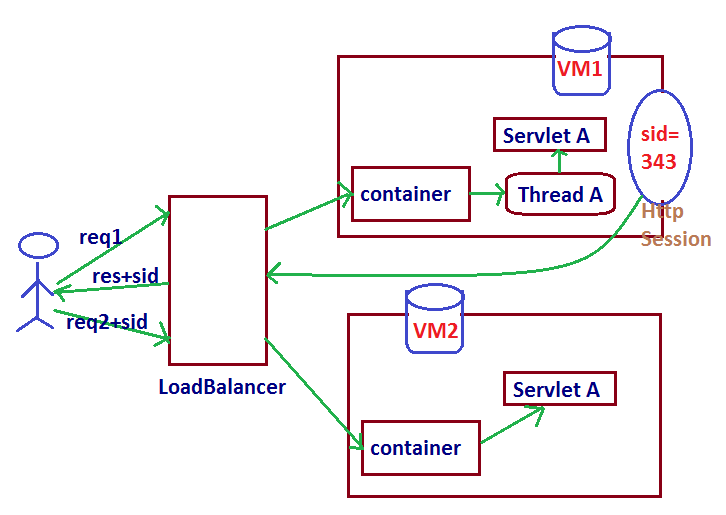 VM1
Servlet A
sid=
343
container
Thread A
Http
Session
req1
res+sid
req2+sid
LoadBalancer
VM2
Servlet A
container